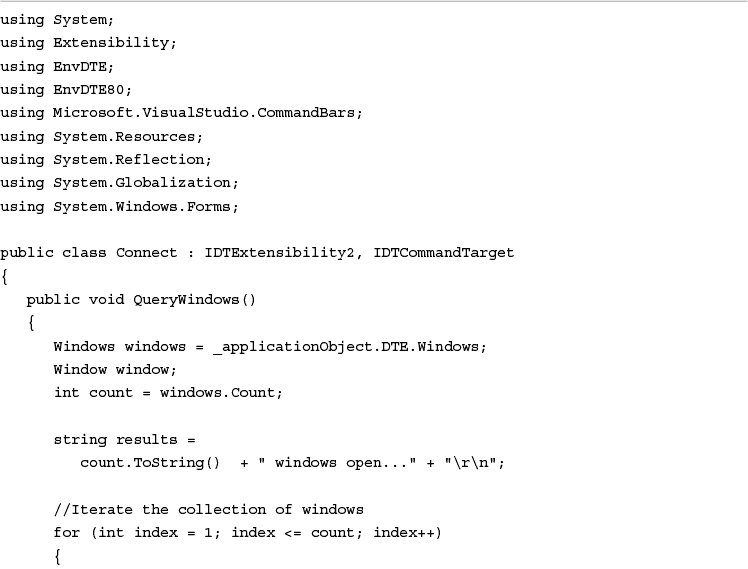 using System;
using Extensibility;
using EnvDTE;
using EnvDTE80;
using Microsoft.VisualStudio.CommandBars;
using System.Resources;
using System.Reflection;
using System.Globalization;
using System.Windows.Forms;

public class Connect : IDTExtensibility2, IDTCommandTarget
{
   public void QueryWindows()
   {
      Windows windows = _applicationObject.DTE.Windows;
      Window window;
      int count = windows.Count;

      string results =
         count.ToString()  + " windows open..." + "\r\n";

      //Iterate the collection of windows
      for (int index = 1; index <= count; index++)
      {